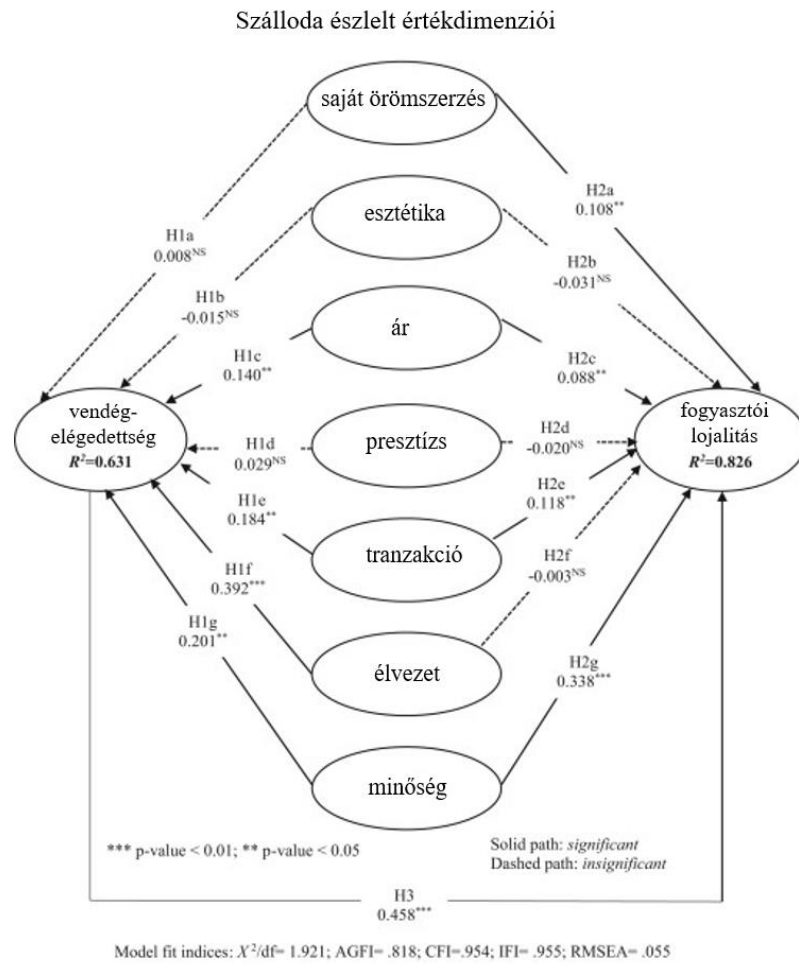 Szálloda észlelt értékdimenziói
saját örömszerzés
H2a
0.108**
esztétika
H1a
0.008NS
H2b
-0.031NS
H1b
-0.015NS
ár
H1c
0.140**
H2c
0.088**
vendég-
elégedettség
R²=0.631
fogyasztói
lojalitás
R²=0.826
H1d
0.029NS
presztízs
H2d
-0.020NS
H1e
0.184**
H2e
0.118**
tranzakció
H1f
0.392***
H2f
-0.003NS
H1g
0.201**
élvezet
H2g
0.338***
minőség
*** p-value < 0.01; ** p-value < 0.05
Solid path: significant
Dashed path: insignificant
H3
0.458***
Model fit indices: X²/df= 1.921; AGFI= .818; CFI=.954; IFI= .955; RMSEA= .055